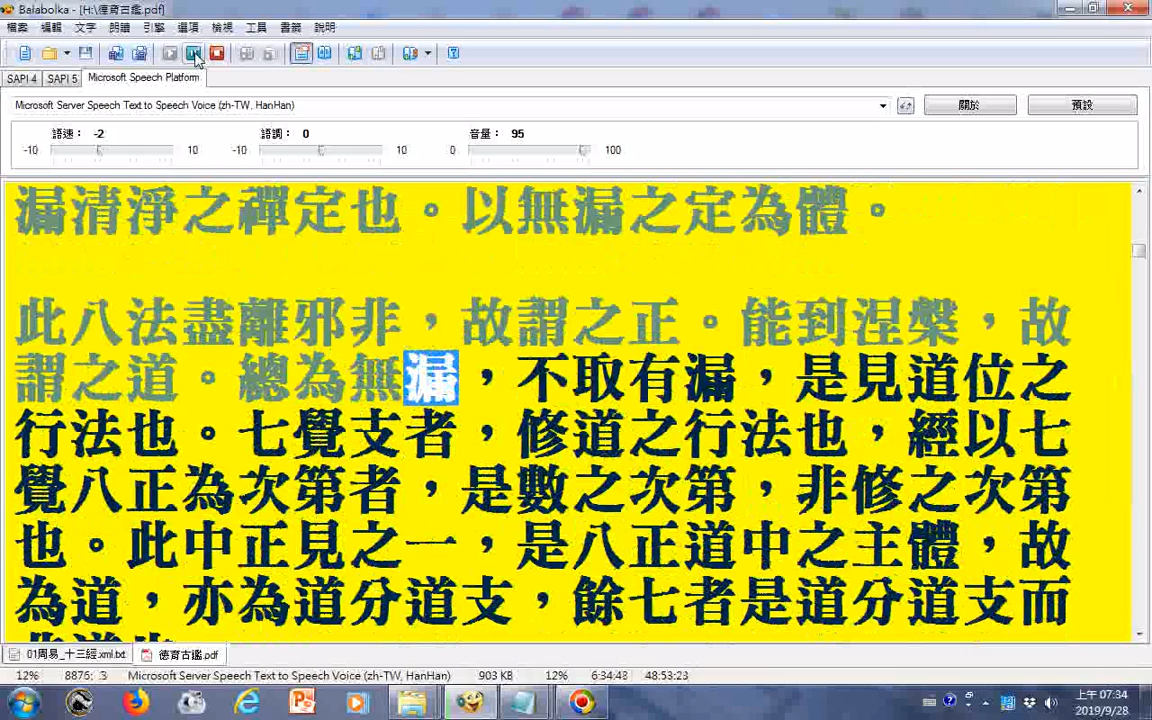 Balabolka - [H:\德育古鑑.pdf]
檔案 編輯 文字 朗讀 引擎 選項 檢視 工具 書籤 說明
SAPI 4 SAPI 5 Microsoft Speech Platform
Microsoft Server Speech Text to Speech Voice (zh-TW, HanHan) 關於 預設
語速： -2 語調： 0 音量： 95
-10 10 -10 10 0 100
漏清淨之禪定也。以無漏之定為體。
此八法盡離邪非，故謂之正。能到涅槃，故
謂之道。總為無漏，不取有漏，是見道位之
行法也。七覺支者，修道之行法也，經以七
覺八正為次第者，是數之次第，非修之次第
也。此中正見之一，是八正道中之主體，故
為道，亦為道分道支，餘七者是道分道支而
01周易_十三經.xml.txt 德育古鑑.pdf
12% Microsoft Server Speech Text to Speech Voice (zh-TW, HanHan) 903 KB 12% 6:34:48 48:53:23
上午 07:34
2019/9/28